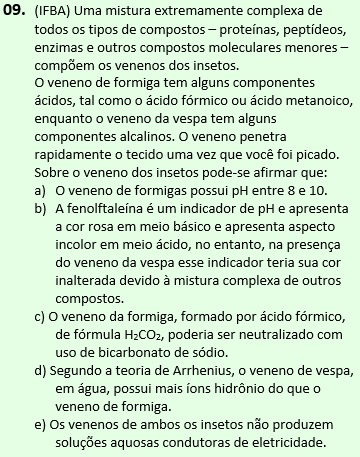 09. (IFBA) Uma mistura extremamente complexa de
todos os tipos de compostos – proteínas, peptídeos,
enzimas e outros compostos moleculares menores –
compõem os venenos dos insetos.
O veneno de formiga tem alguns componentes
ácidos, tal como o ácido fórmico ou ácido metanoico,
enquanto o veneno da vespa tem alguns
componentes alcalinos. O veneno penetra
rapidamente o tecido uma vez que você foi picado.
Sobre o veneno dos insetos pode-se afirmar que:
a) O veneno de formigas possui pH entre 8 e 10.
b) A fenolftaleína é um indicador de pH e apresenta
a cor rosa em meio básico e apresenta aspecto
incolor em meio ácido, no entanto, na presença
do veneno da vespa esse indicador teria sua cor
inalterada devido à mistura complexa de outros
compostos.
c) O veneno da formiga, formado por ácido fórmico,
de fórmula H₂CO₂, poderia ser neutralizado com
uso de bicarbonato de sódio.
d) Segundo a teoria de Arrhenius, o veneno de vespa,
em água, possui mais íons hidrônio do que o
veneno de formiga.
e) Os venenos de ambos os insetos não produzem
soluções aquosas condutoras de eletricidade.